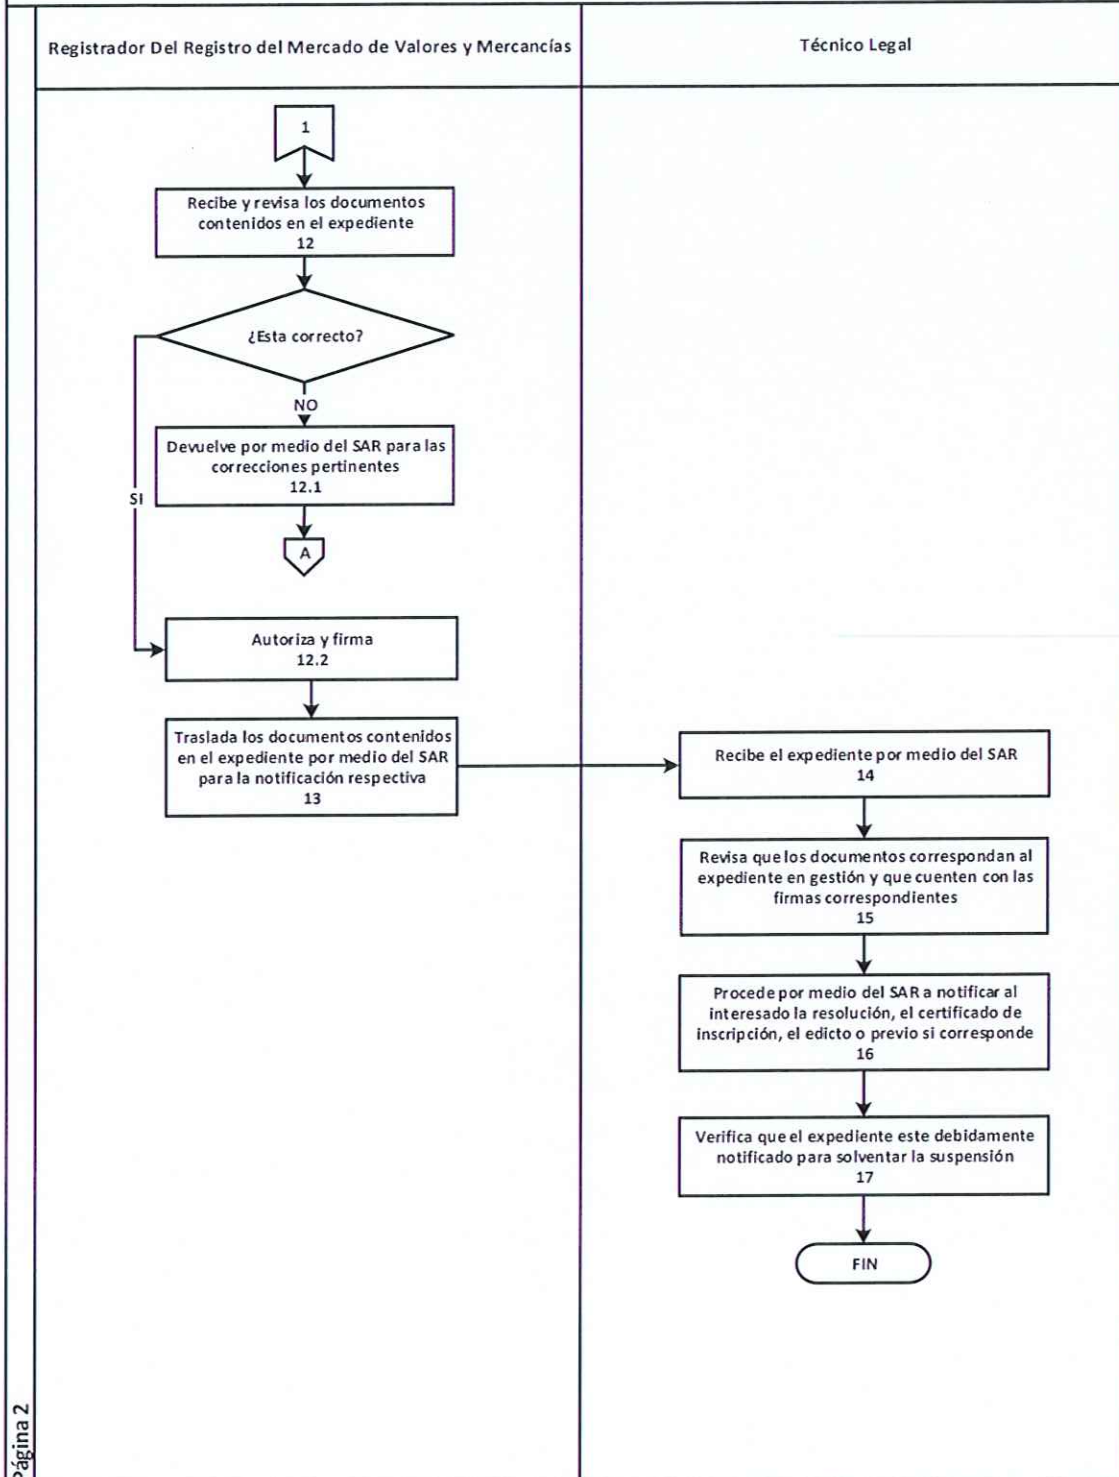 Registrador Del Registro del Mercado de Valores y Mercancías
Técnico Legal
1
Recibe y revisa los documentos
contenidos en el expediente
12
¿Esta correcto?
NO
Devuelve por medio del SAR para las
correcciones pertinentes
12.1
SI
A
Autoriza y firma
12.2
Traslada los documentos contenidos
en el expediente por medio del SAR
para la notificación respectiva
13
Recibe el expediente por medio del SAR
14
Revisa que los documentos correspondan al
expediente en gestión y que cuenten con las
firmas correspondientes
15
Procede por medio del SAR a notificar al
interesado la resolución, el certificado de
inscripción, el edicto o previo si corresponde
16
Verifica que el expediente este debidamente
notificado para solventar la suspensión
17
FIN
Página 2